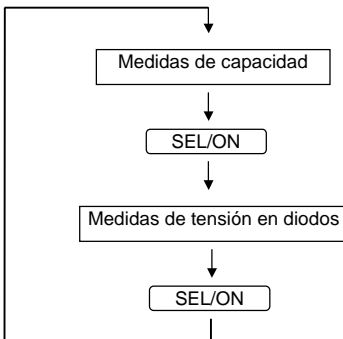 Medidas de capacidad
SEL/ON
Medidas de tensión en diodos
SEL/ON